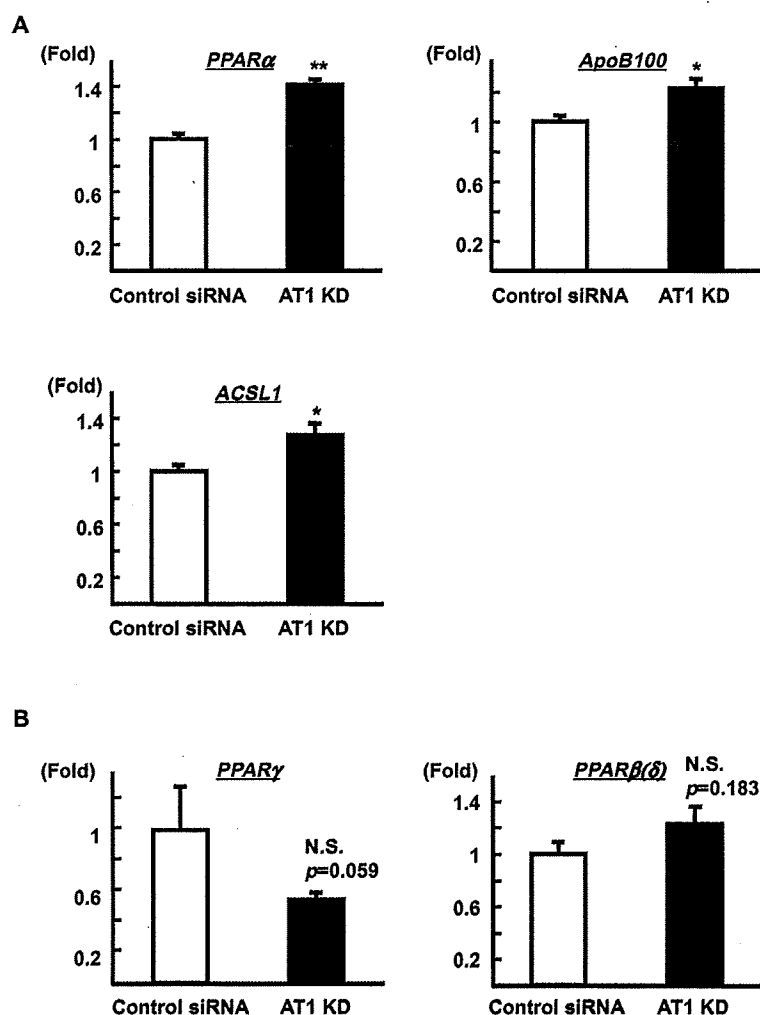 A
(Fold)
PPARα
**
1.4
1
0.6
0.2
Control siRNA AT1 KD
(Fold)
ApoB100
*
1
0.6
0.2
Control siRNA AT1 KD
(Fold)
ACSL1
*
1.4
1
0.6
0.2
Control siRNA AT1 KD
B
(Fold)
PPARγ
N.S.
p=0.059
1
0.6
0.2
Control siRNA AT1 KD
(Fold)
PPARβ(δ)
N.S.
p=0.183
1.4
1
0.6
0.2
Control siRNA AT1 KD